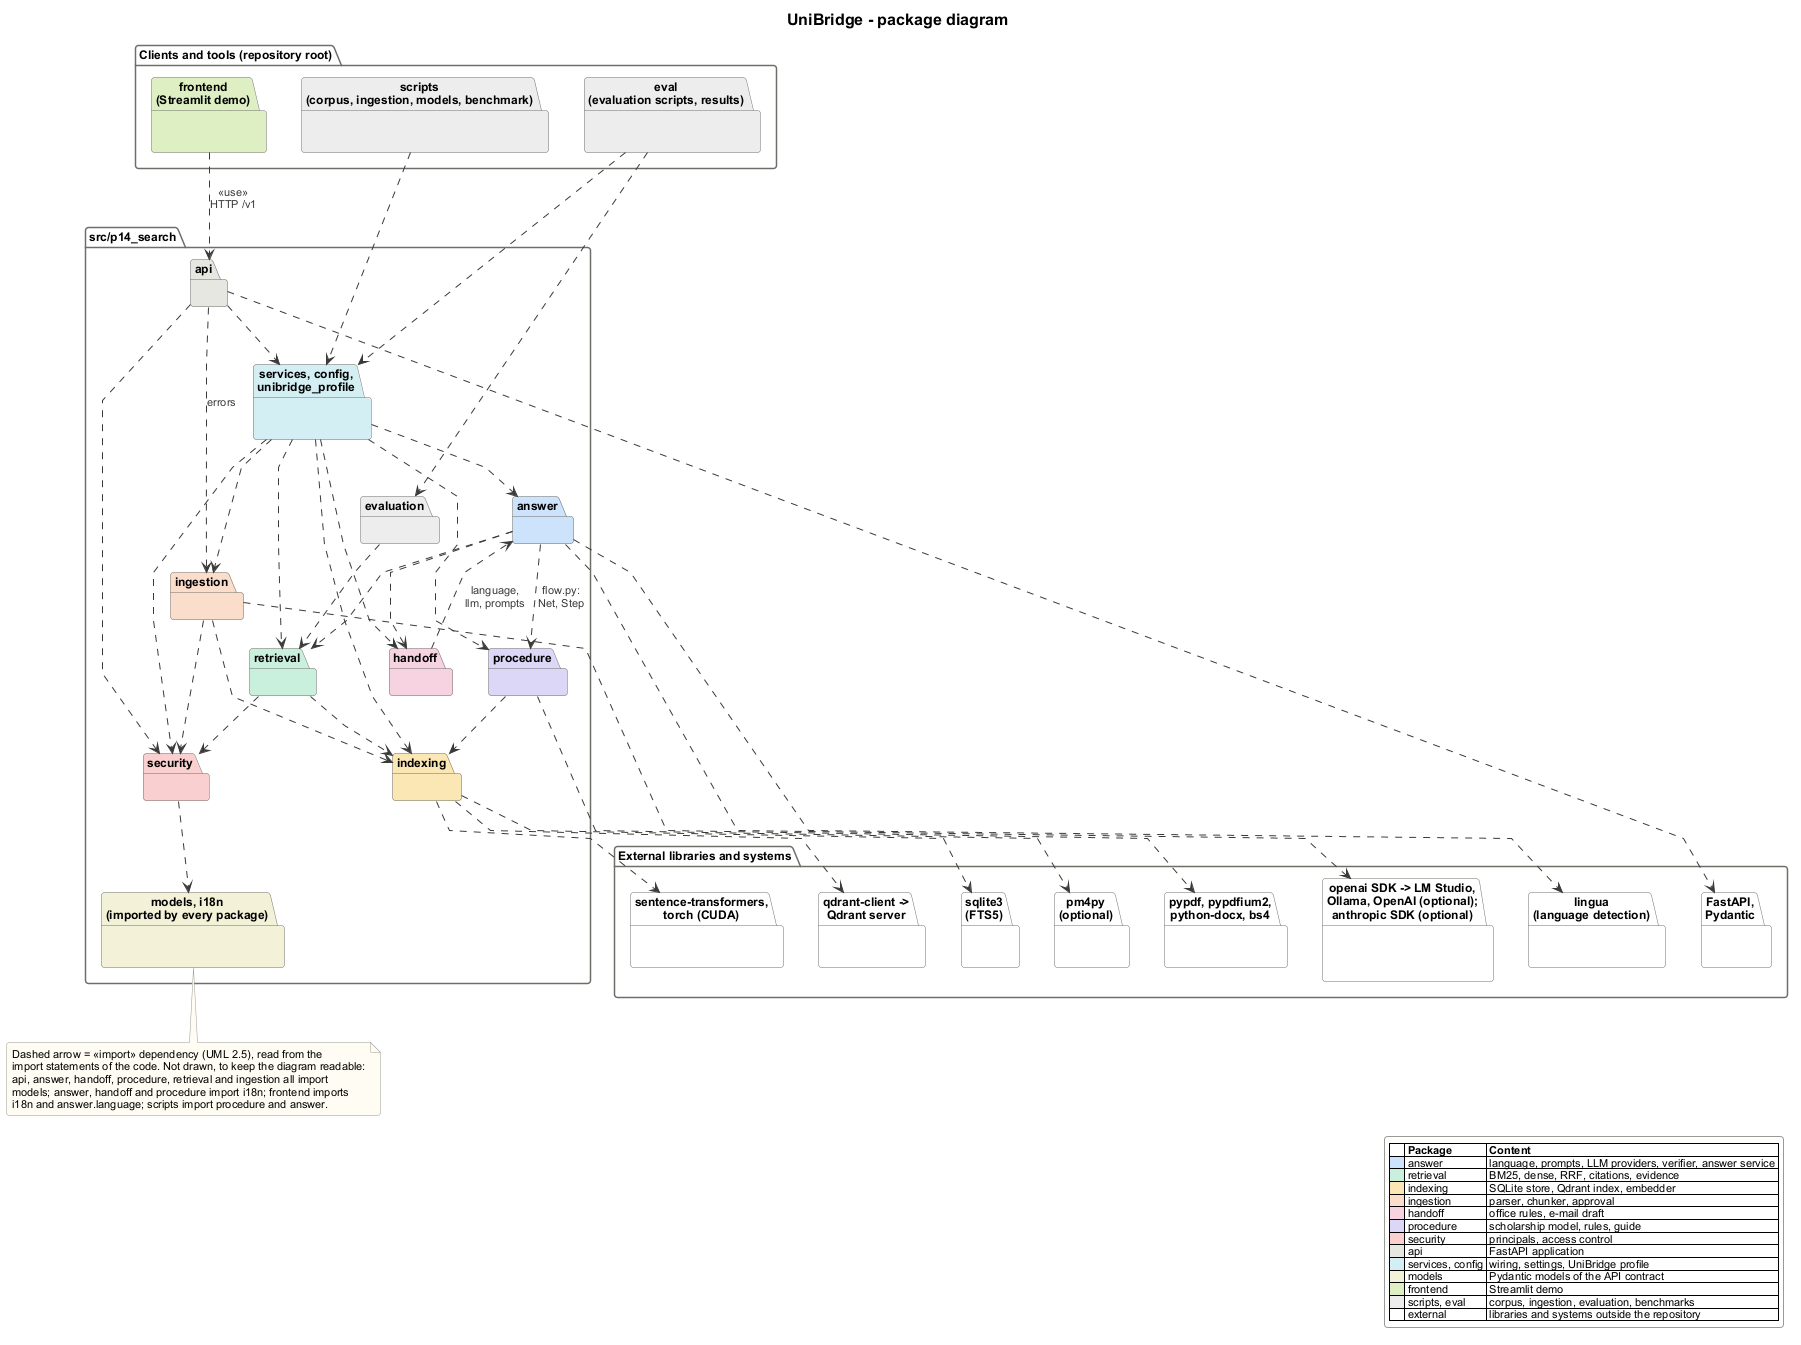 UniBridge - package diagram
Clients and tools (repository root)
frontend
(Streamlit demo)
scripts
(corpus, ingestion, models, benchmark)
eval
(evaluation scripts, results)
«use»
HTTP /v1
src/p14_search
api
services, config,
unibridge_profile
errors
evaluation
answer
ingestion
language,
llm, prompts
flow.py:
Net, Step
retrieval
handoff
procedure
security
indexing
models, i18n
(imported by every package)
External libraries and systems
sentence-transformers,
torch (CUDA)
qdrant-client ->
Qdrant server
sqlite3
(FTS5)
pm4py
(optional)
pypdf, pypdfium2,
python-docx, bs4
openai SDK -> LM Studio,
Ollama, OpenAI (optional);
anthropic SDK (optional)
lingua
(language detection)
FastAPI,
Pydantic
Dashed arrow = «import» dependency (UML 2.5), read from the
import statements of the code. Not drawn, to keep the diagram readable:
api, answer, handoff, procedure, retrieval and ingestion all import
models; answer, handoff and procedure import i18n; frontend imports
i18n and answer.language; scripts import procedure and answer.
Package Content
answer language, prompts, LLM providers, verifier, answer service
retrieval BM25, dense, RRF, citations, evidence
indexing SQLite store, Qdrant index, embedder
ingestion parser, chunker, approval
handoff office rules, e-mail draft
procedure scholarship model, rules, guide
security principals, access control
api FastAPI application
services, config wiring, settings, UniBridge profile
models Pydantic models of the API contract
frontend Streamlit demo
scripts, eval corpus, ingestion, evaluation, benchmarks
external libraries and systems outside the repository